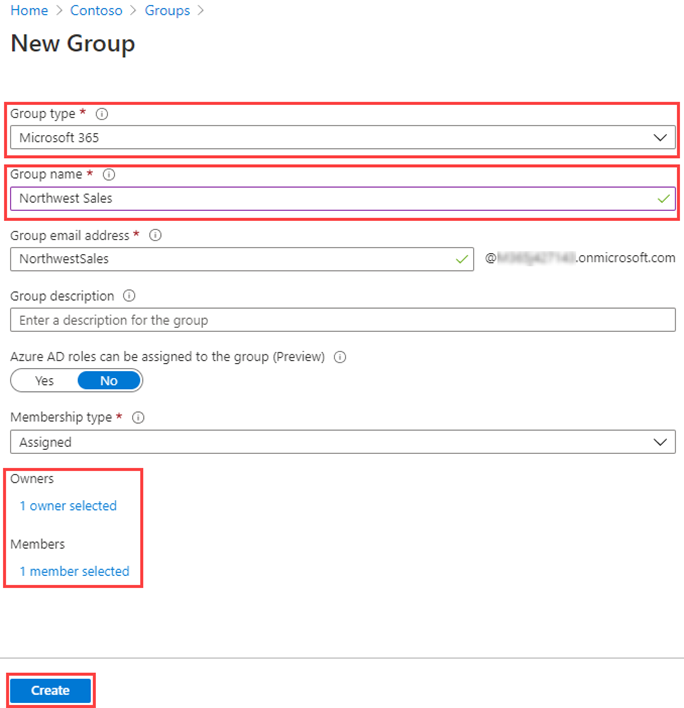 Home > Contoso > Groups >
New Group
Group type *
Microsoft 365
Group name *
Northwest Sales
Group email address *
NorthwestSales @ .onmicrosoft.com
Group description
Enter a description for the group
Azure AD roles can be assigned to the group (Preview)
Yes No
Membership type *
Assigned
Owners
1 owner selected
Members
1 member selected
Create